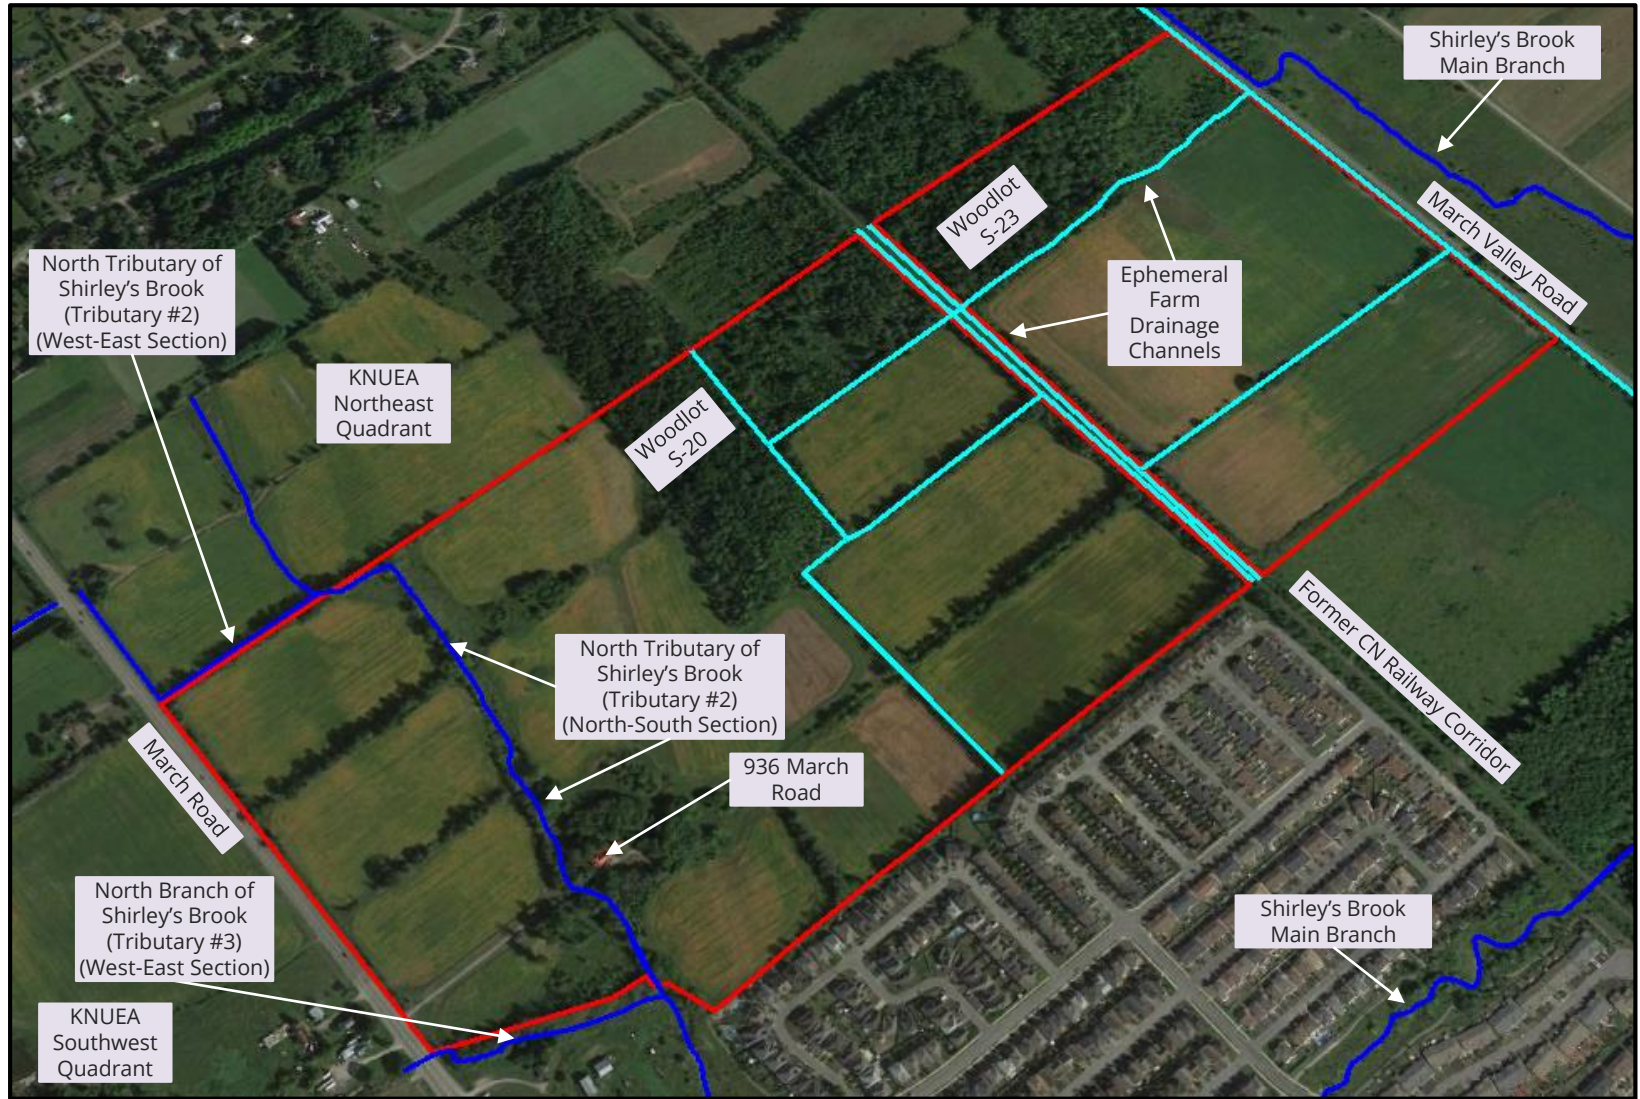 Shirley's Brook
Main Branch
Woodlot
S-23
March Valley Road
North Tributary of
Shirley's Brook
(Tributary #2)
(West-East Section)
Ephemeral
Farm
Drainage
Channels
KNUEA
Northeast
Quadrant
Woodlot
S-20
Former CN Railway Corridor
North Tributary of
Shirley's Brook
(Tributary #2)
(North-South Section)
March Road
936 March
Road
North Branch of
Shirley's Brook
(Tributary #3)
(West-East Section)
Shirley's Brook
Main Branch
KNUEA
Southwest
Quadrant